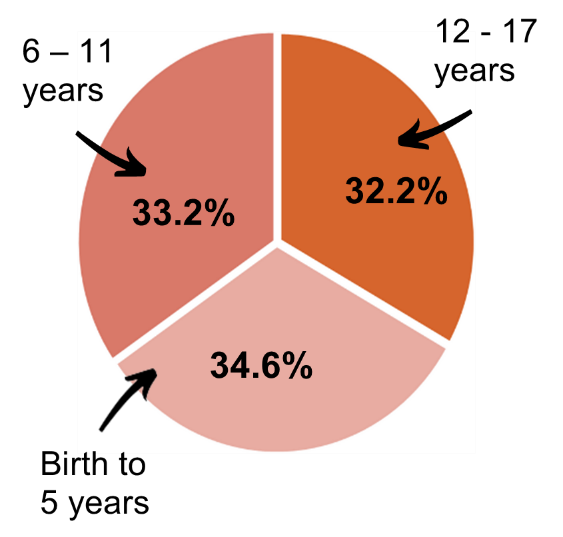 6 – 11
years
12 - 17
years
33.2%
32.2%
34.6%
Birth to
5 years